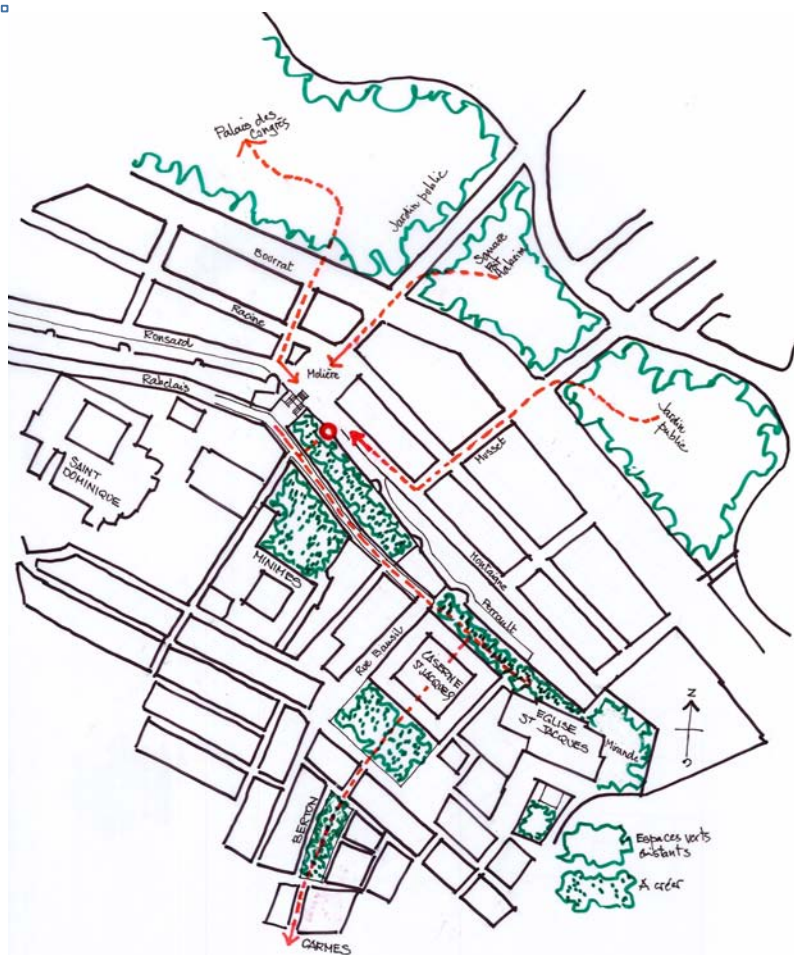 Palais des
Congrès
Jardin public
Square
Bourrat
Racine
Ronsard
Molière
Rabelais
Jardin
public
Musset
SAINT
DOMINIQUE
MINIMES
Montaigne
Perrault
Rue Bausil
CASERNE
ST JACQUES
EGLISE
ST JACQUES
Mirande
N
BERTON
Espaces verts
existants
A créer
CARMES